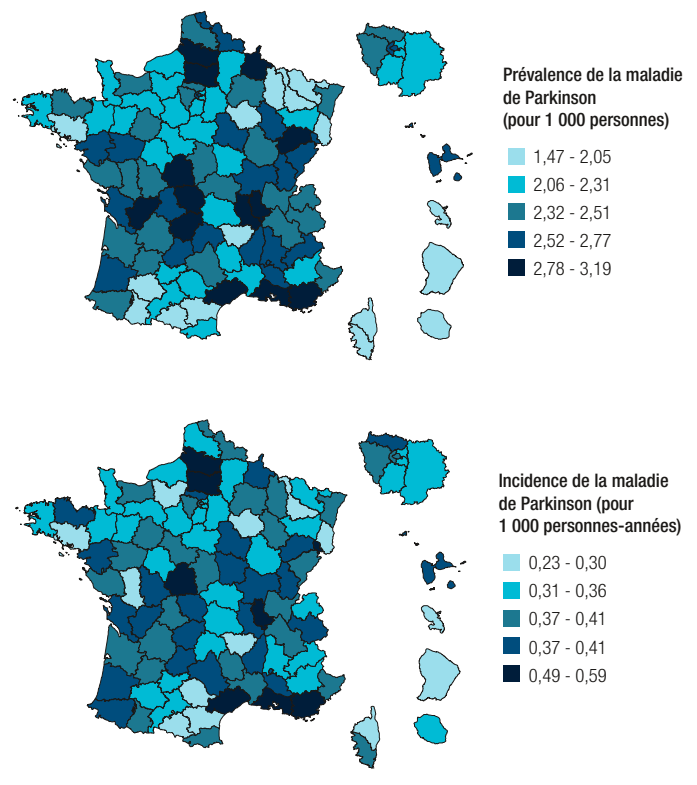 Prévalence de la maladie
de Parkinson
(pour 1 000 personnes)
1,47 - 2,05
2,06 - 2,31
2,32 - 2,51
2,52 - 2,77
2,78 - 3,19
Incidence de la maladie
de Parkinson (pour
1 000 personnes-années)
0,23 - 0,30
0,31 - 0,36
0,37 - 0,41
0,37 - 0,41
0,49 - 0,59